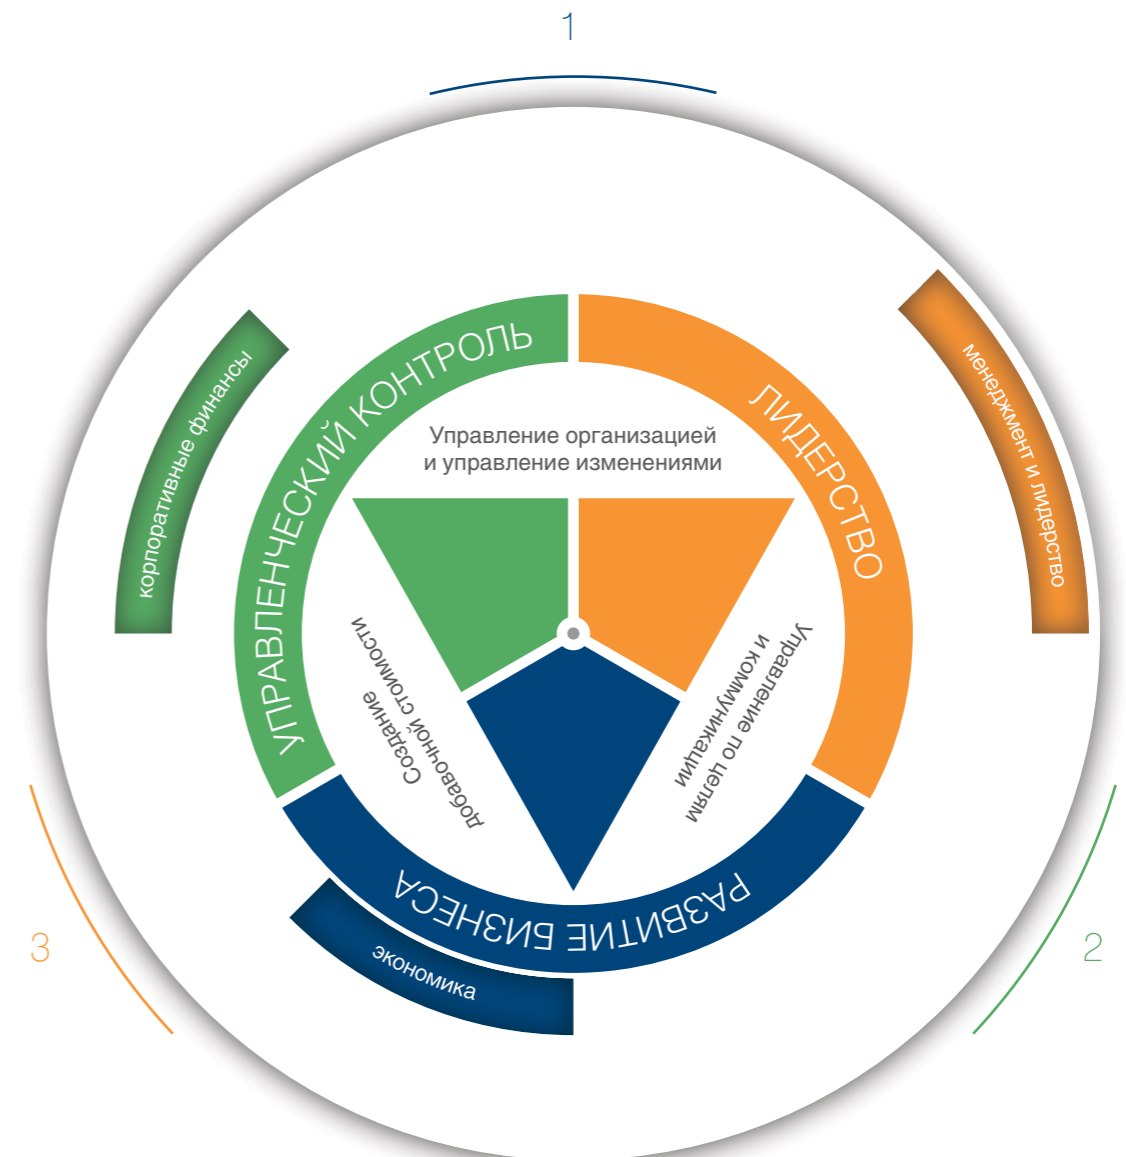 1
корпоративные финансы
менеджмент и лидерство
УПРАВЛЕНЧЕСКИЙ КОНТРОЛЬ
ЛИДЕРСТВО
Управление организацией
и управление изменениями
Создание
добавочной стоимости
Управление по целям
и коммуникации
РАЗВИТИЕ БИЗНЕСА
экономика
3
2